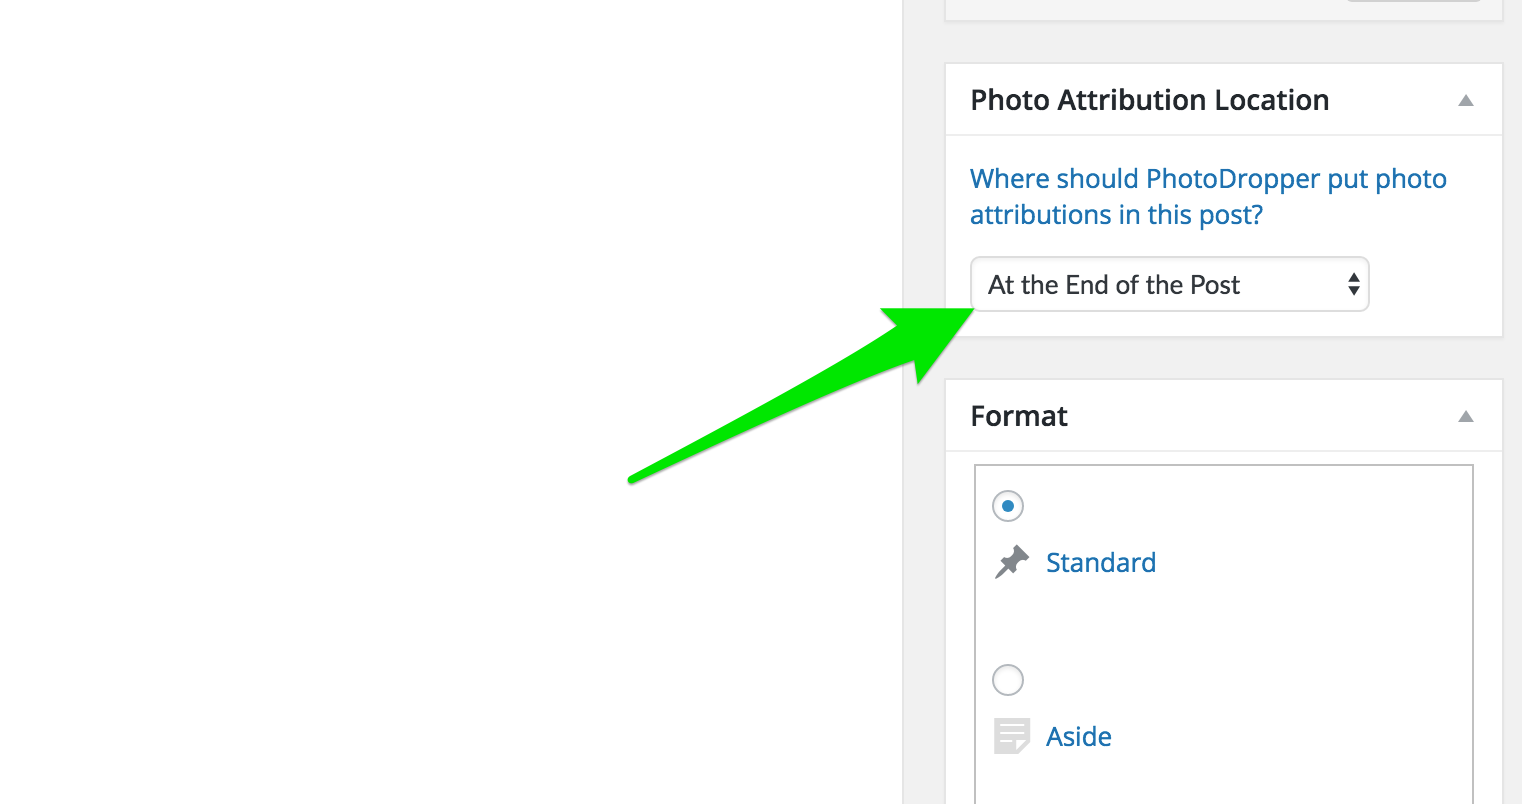 Photo Attribution Location
Where should PhotoDropper put photo
attributions in this post?
At the End of the Post
Format
Standard
Aside